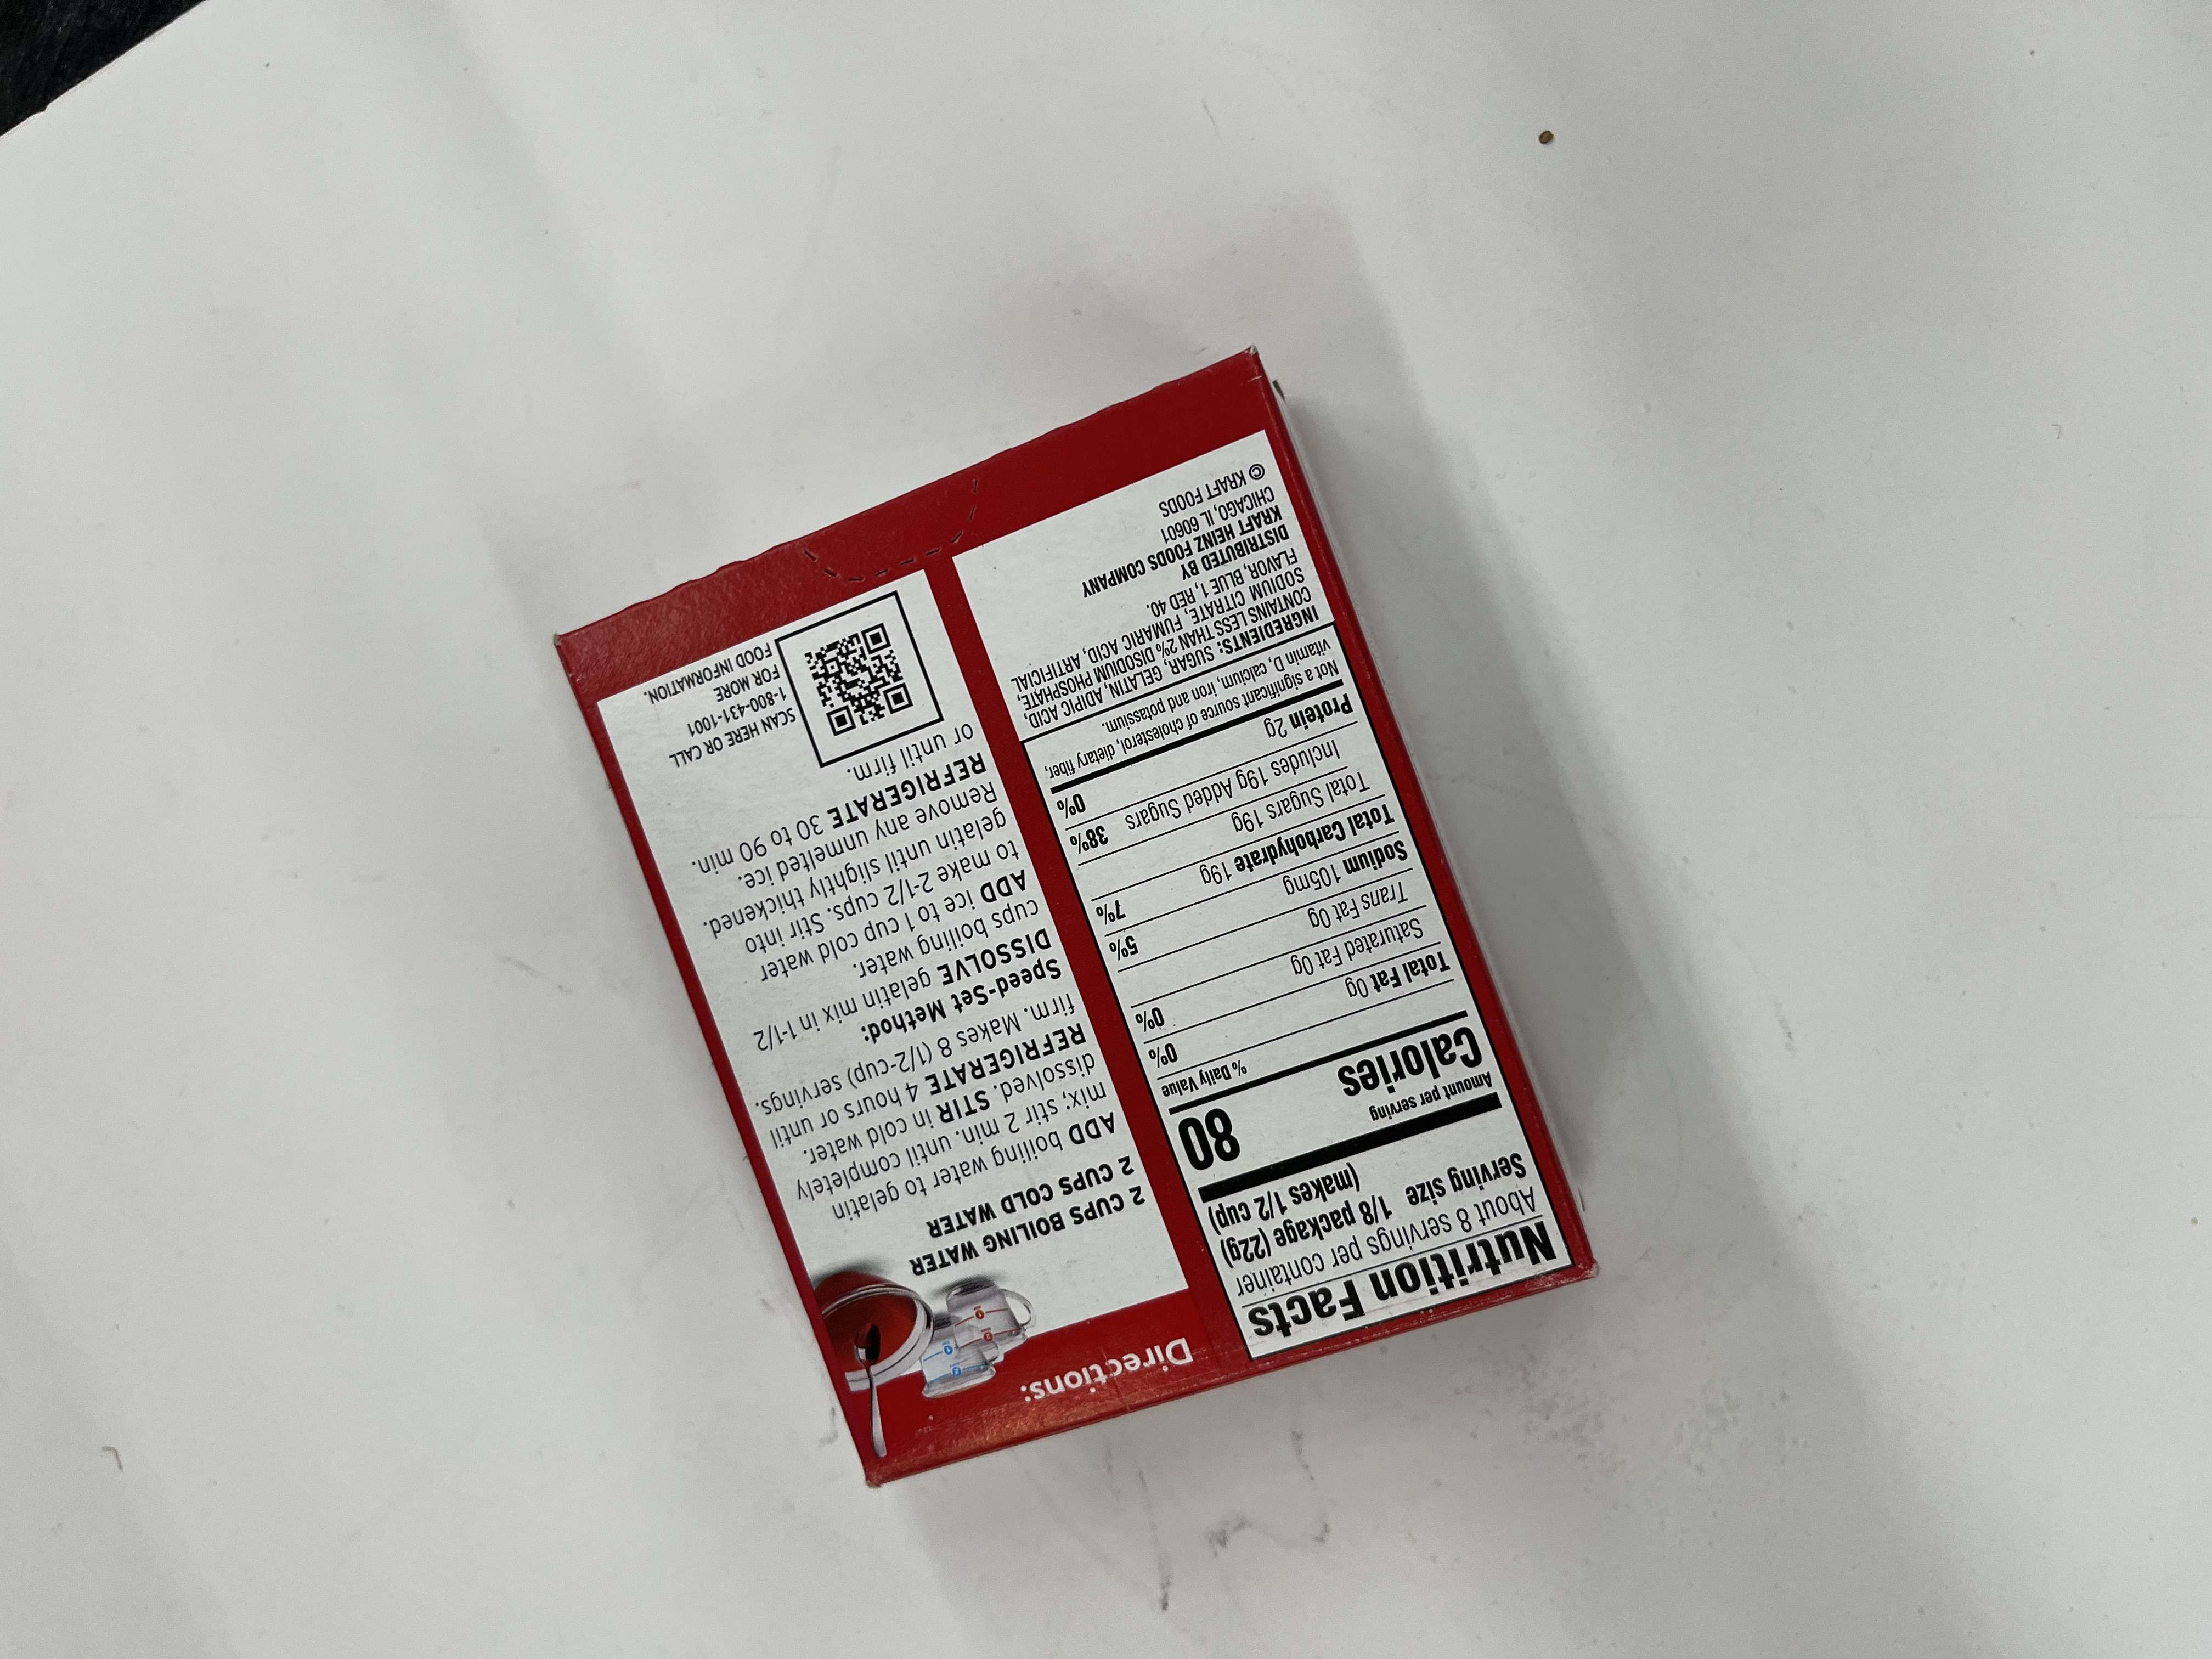 Directions:
2 CUPS BOILING WATER
2 CUPS COLD WATER
ADD boiling water to gelatin
mix; stir 2 min. until completely
dissolved. STIR in cold water.
REFRIGERATE 4 hours or until
firm. Makes 8 (1/2-cup) servings.
Speed-Set Method:
DISSOLVE gelatin mix in 1-1/2
cups boiling water.
ADD ice to 1 cup cold water
to make 2-1/2 cups. Stir into
gelatin until slightly thickened.
Remove any unmelted ice.
REFRIGERATE 30 to 90 min.
or until firm.
SCAN HERE OR CALL
1-800-431-1001
FOR MORE
FOOD INFORMATION.
Nutrition Facts
About 8 servings per container
Serving size 1/8 package (22g)
(makes 1/2 cup)
Amount per serving
Calories 80
% Daily Value
Total Fat 0g 0%
Saturated Fat 0g 0%
Trans Fat 0g
Sodium 105mg 5%
Total Carbohydrate 19g 7%
Total Sugars 19g
Includes 19g Added Sugars 38%
Protein 2g 0%
Not a significant source of cholesterol, dietary fiber,
vitamin D, calcium, iron and potassium.
INGREDIENTS: SUGAR, GELATIN, ADIPIC ACID,
CONTAINS LESS THAN 2% DISODIUM PHOSPHATE,
SODIUM CITRATE, FUMARIC ACID, ARTIFICIAL
FLAVOR, BLUE 1, RED 40.
DISTRIBUTED BY
KRAFT HEINZ FOODS COMPANY
CHICAGO, IL 60601
© KRAFT FOODS